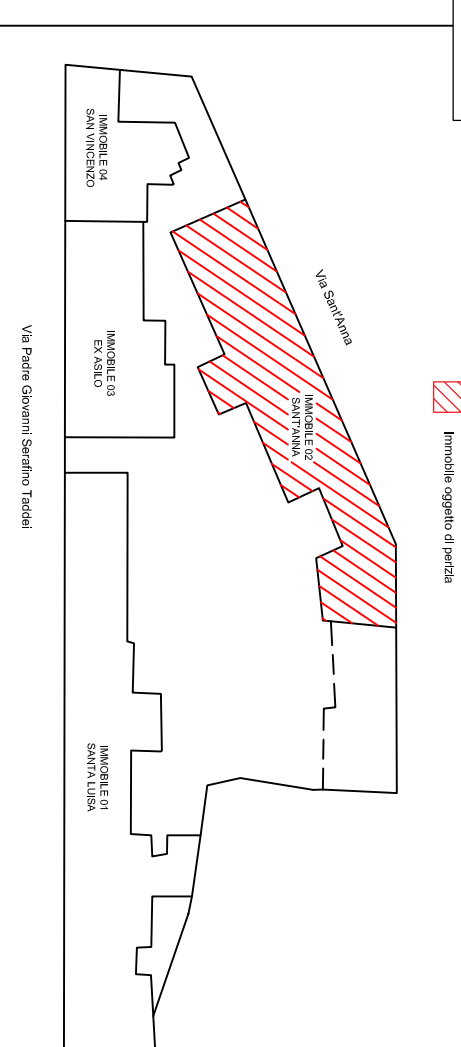 Immobile oggetto di perizia
Via Sant'Anna
IMMOBILE 02
SANT'ANNA
IMMOBILE 04
SAN VINCENZO
IMMOBILE 03
EX ASILO
IMMOBILE 01
SANTA LUISA
Via Padre Giovanni Serafino Taddei